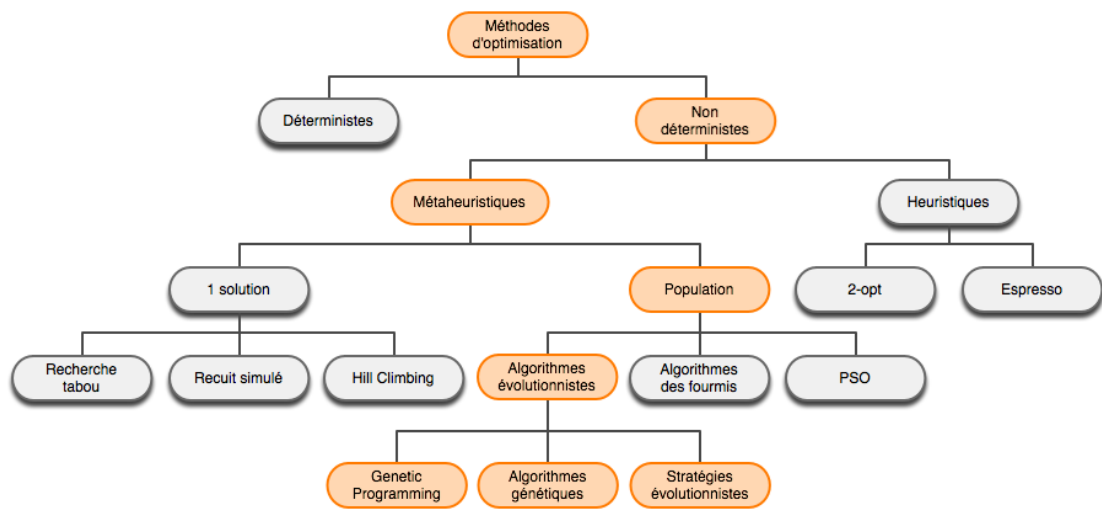 Méthodes
d'optimisation
Déterministes
Non
déterministes
Métaheuristiques
Heuristiques
1 solution
Population
2-opt
Espresso
Recherche
tabou
Recuit simulé
Hill Climbing
Algorithmes
évolutionnistes
Algorithmes
des fourmis
PSO
Genetic
Programming
Algorithmes
génétiques
Stratégies
évolutionnistes